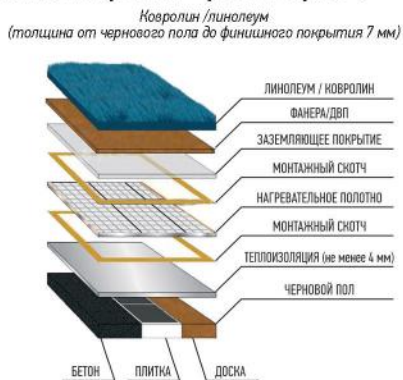 Ковролин /линолеум
(толщина от чернового пола до финишного покрытия 7 мм)
ЛИНОЛЕУМ / КОВРОЛИН
ФАНЕРА/ДВП
ЗАЗЕМЛЯЮЩЕЕ ПОКРЫТИЕ
МОНТАЖНЫЙ СКОТЧ
НАГРЕВАТЕЛЬНОЕ ПОЛОТНО
МОНТАЖНЫЙ СКОТЧ
ТЕПЛОИЗОЛЯЦИЯ (не менее 4 мм)
ЧЕРНОВОЙ ПОЛ
БЕТОН ПЛИТКА ДОСКА